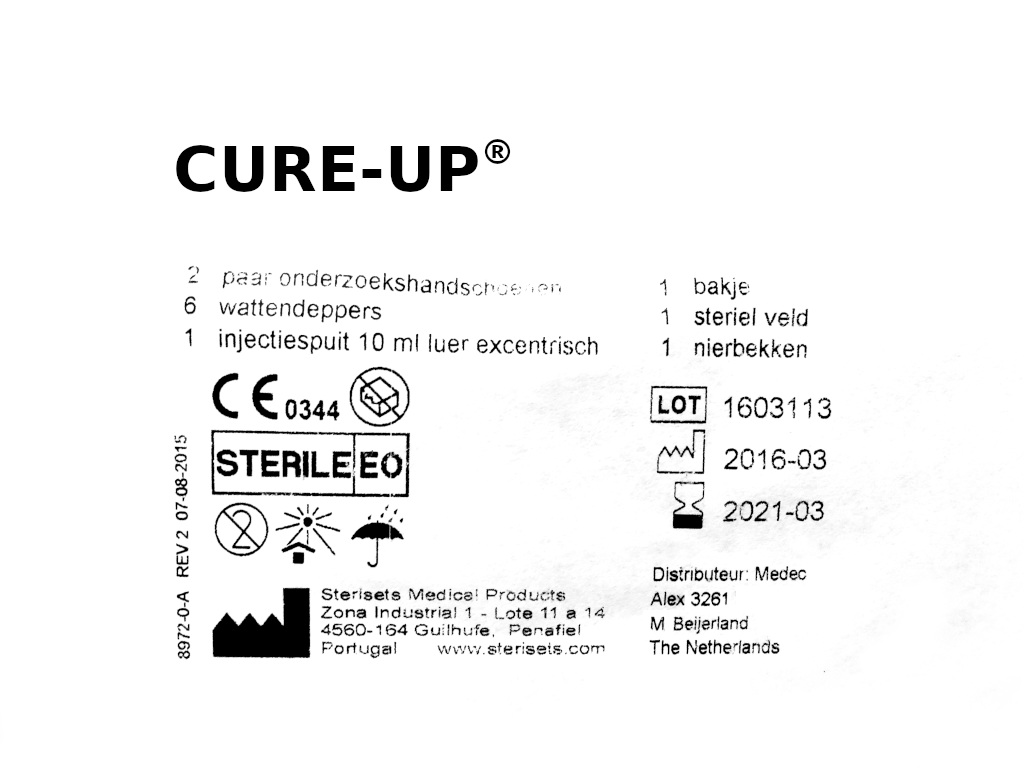 CURE-UP®
2 paar onderzoekshandschoenen
6 wattendeppers
1 injectiespuit 10 ml luer excentrisch
1 bakje
1 steriel veld
1 nierbekken
CE 0344
STERILE EO
2
LOT 1603113
2016-03
2021-03
Sterisets Medical Products
Zona Industrial 1 - Lote 11 a 14
4560-164 Guilhufe, Penafiel
Portugal www.sterisets.com
Distributeur: Medec
Alex 3261
M Beijerland
The Netherlands
8972-0-A REV 2 07-08-2015